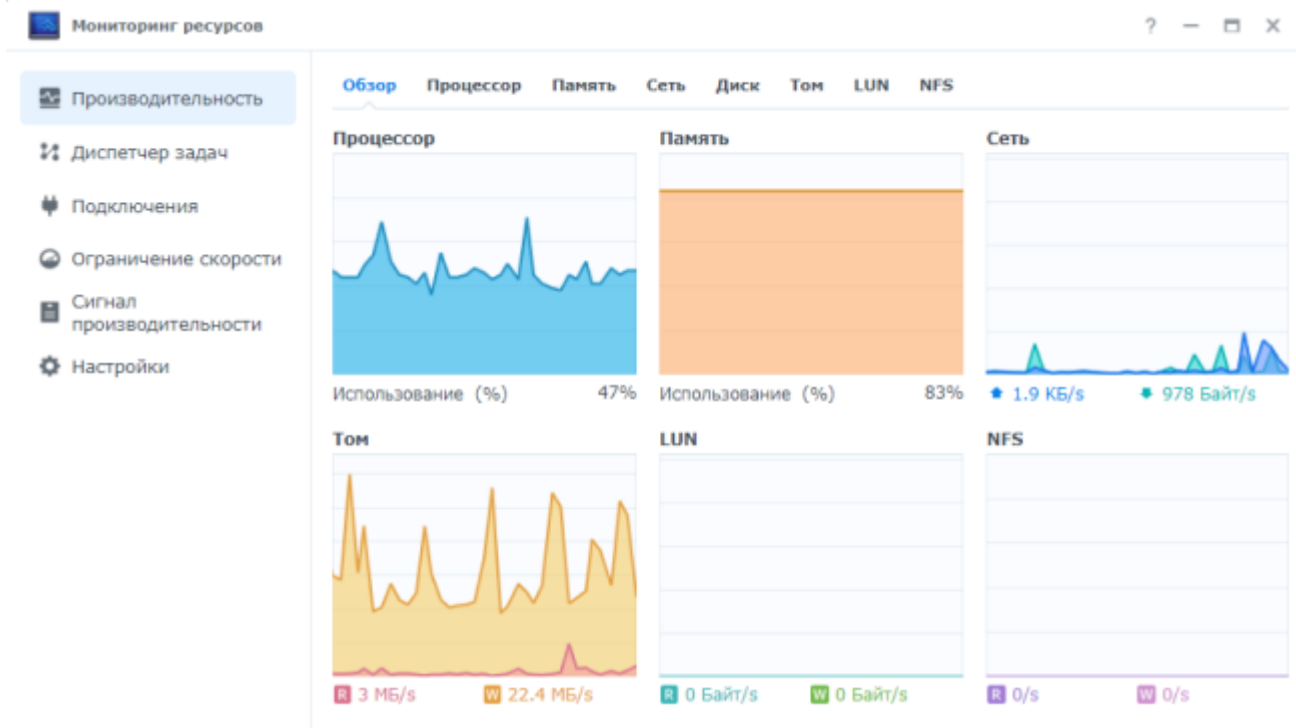 Мониторинг ресурсов
?
Производительность
Диспетчер задач
Подключения
Ограничение скорости
Сигнал
производительности
Настройки
Обзор Процессор Память Сеть Диск Том LUN NFS
Процессор
Использование (%) 47%
Память
Использование (%) 83%
Сеть
1.9 КБ/s 978 Байт/s
Том
R 3 МБ/s W 22.4 МБ/s
LUN
R 0 Байт/s W 0 Байт/s
NFS
R 0/s W 0/s